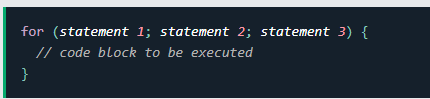 for (statement 1; statement 2; statement 3) {
  // code block to be executed
}